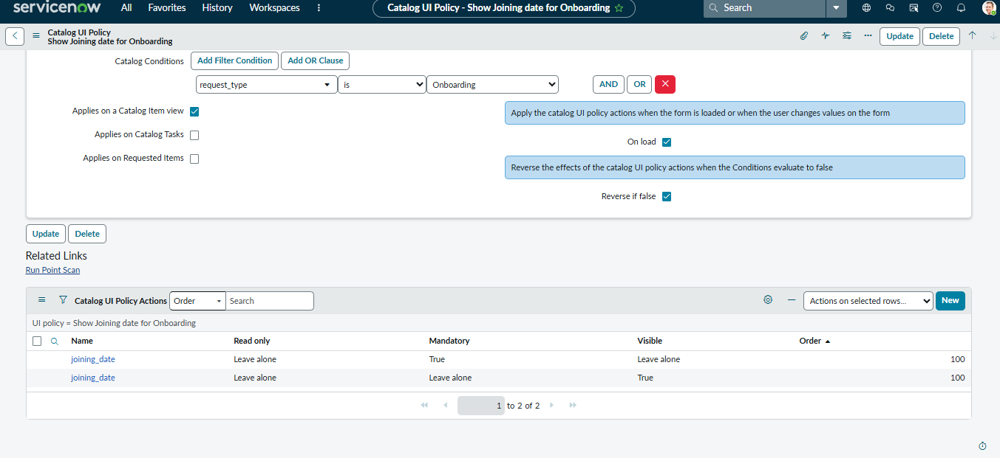 servicenow All Favorites History Workspaces Catalog UI Policy - Show Joining date for Onboarding Search
Catalog UI Policy
Show Joining date for Onboarding
Update Delete
Catalog Conditions Add Filter Condition Add OR Clause
request_type is Onboarding AND OR
Applies on a Catalog Item view
Apply the catalog UI policy actions when the form is loaded or when the user changes values on the form
Applies on Catalog Tasks
On load
Applies on Requested Items
Reverse the effects of the catalog UI policy actions when the Conditions evaluate to false
Reverse if false
Update Delete
Related Links
Run Point Scan
Catalog UI Policy Actions Order Search Actions on selected rows... New
UI policy = Show Joining date for Onboarding
Name Read only Mandatory Visible Order
joining_date Leave alone True Leave alone 100
joining_date Leave alone Leave alone True 100
1 to 2 of 2